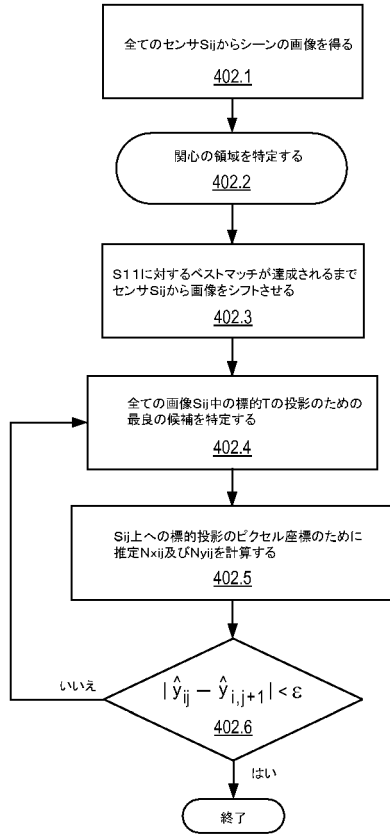 全てのセンサSijからシーンの画像を得る
402.1
関心の領域を特定する
402.2
S11に対するベストマッチが達成されるまで
センサSijから画像をシフトさせる
402.3
全ての画像Sij中の標的Tの投影のための
最良の候補を特定する
402.4
Sij上への標的投影のピクセル座標のために
推定Nxij及びNyijを計算する
402.5
いいえ
| ŷij − ŷi,j+1 | < ε
402.6
はい
終了